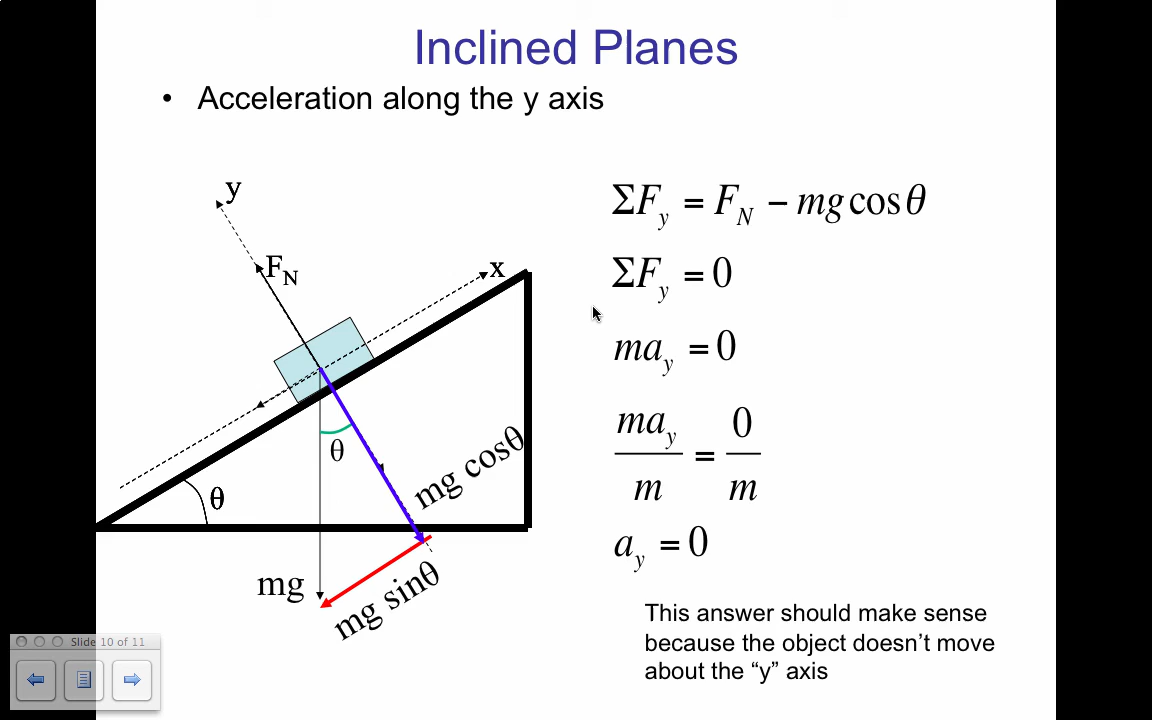 Inclined Planes
• Acceleration along the y axis
y
F_N
x
θ
θ
mg cosθ
mg
mg sinθ
ΣF_y = F_N − mg cos θ
ΣF_y = 0
ma_y = 0
ma_y / m = 0 / m
a_y = 0
This answer should make sense
because the object doesn’t move
about the “y” axis
Slide 10 of 11